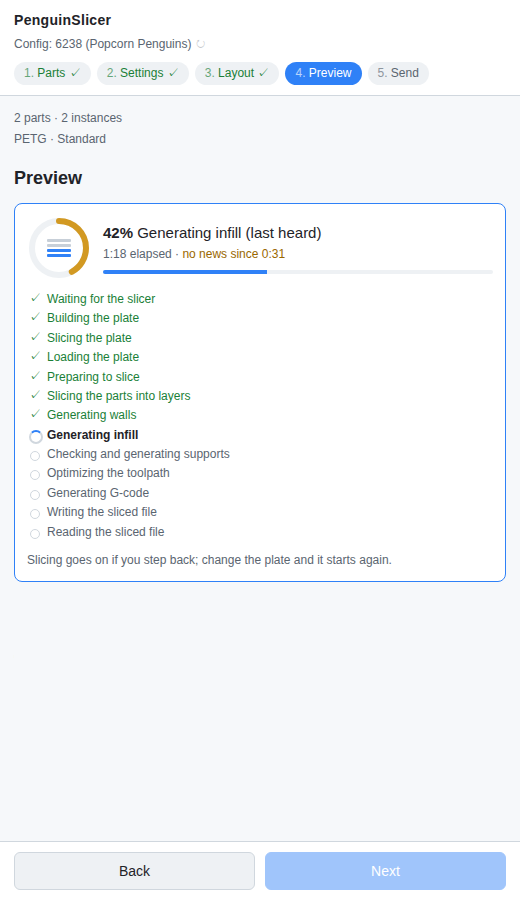 PenguinSlicer
Config: 6238 (Popcorn Penguins)
1. Parts ✓ 2. Settings ✓ 3. Layout ✓ 4. Preview 5. Send
2 parts · 2 instances
PETG · Standard
Preview
42% Generating infill (last heard)
1:18 elapsed · no news since 0:31
✓ Waiting for the slicer
✓ Building the plate
✓ Slicing the plate
✓ Loading the plate
✓ Preparing to slice
✓ Slicing the parts into layers
✓ Generating walls
Generating infill
Checking and generating supports
Optimizing the toolpath
Generating G-code
Writing the sliced file
Reading the sliced file
Slicing goes on if you step back; change the plate and it starts again.
Back Next